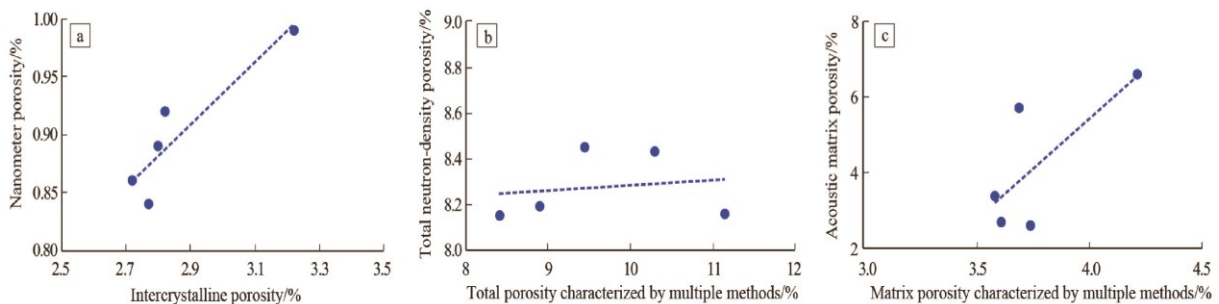 a
Nanometer porosity/%
1.00
0.95
0.90
0.85
0.80
2.5 2.7 2.9 3.1 3.3 3.5
Intercrystalline porosity/%
b
Total neutron-density porosity/%
9.0
8.8
8.6
8.4
8.2
8.0
8 9 10 11 12
Total porosity characterized by multiple methods/%
c
Acoustic matrix porosity/%
8
6
4
2
3.0 3.5 4.0 4.5
Matrix porosity characterized by multiple methods/%